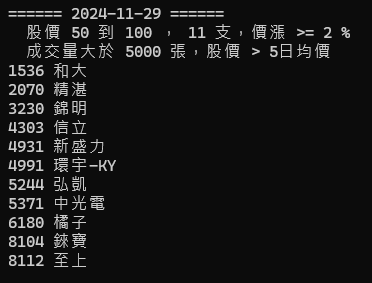 ====== 2024-11-29 ======
股價 50 到 100 , 11 支，價漲 >= 2 %
成交量大於 5000 張，股價 > 5日均價
1536 和大
2070 精湛
3230 錦明
4303 信立
4931 新盛力
4991 環宇-KY
5244 弘凱
5371 中光電
6180 橘子
8104 錸寶
8112 至上